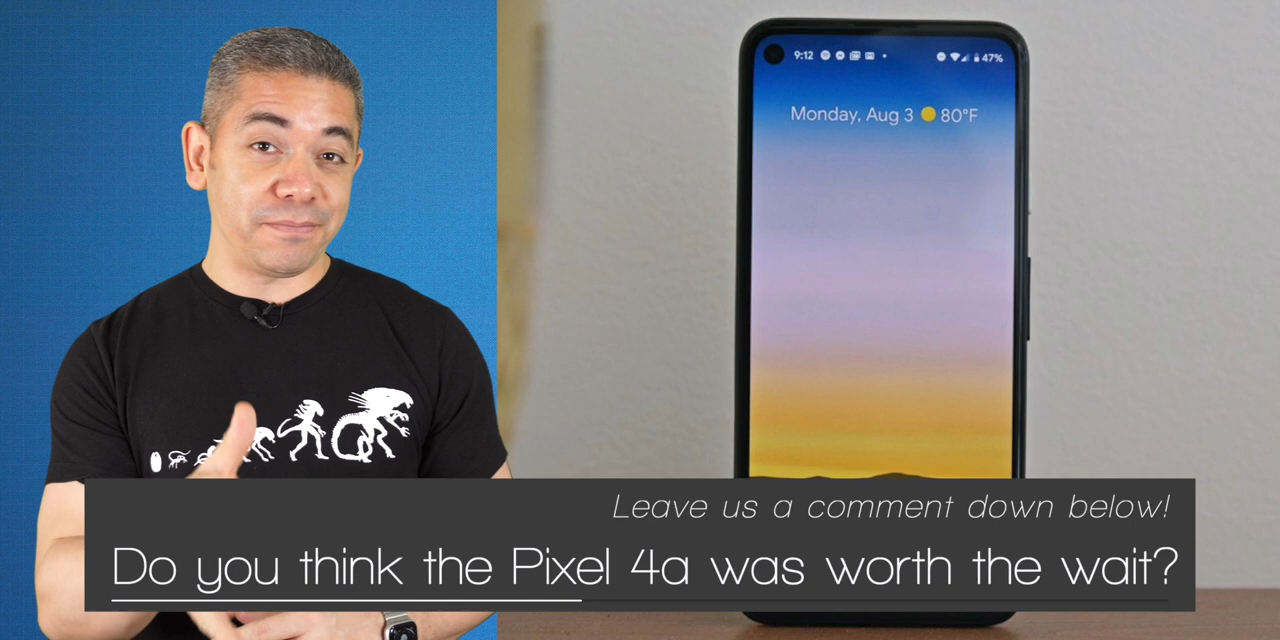 9:12
47%
Monday, Aug 3 80°F
Leave us a comment down below!
Do you think the Pixel 4a was worth the wait?